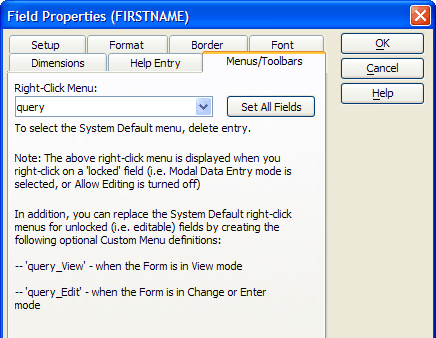 Field Properties (FIRSTNAME)
Setup Format Border Font
Dimensions Help Entry Menus/Toolbars
OK
Cancel
Help
Right-Click Menu:
query Set All Fields
To select the System Default menu, delete entry.
Note: The above right-click menu is displayed when you
right-click on a 'locked' field (i.e. Modal Data Entry mode is
selected, or Allow Editing is turned off)
In addition, you can replace the System Default right-click
menus for unlocked (i.e. editable) fields by creating the
following optional Custom Menu definitions:
-- 'query_View' - when the Form is in View mode
-- 'query_Edit' - when the Form is in Change or Enter
mode